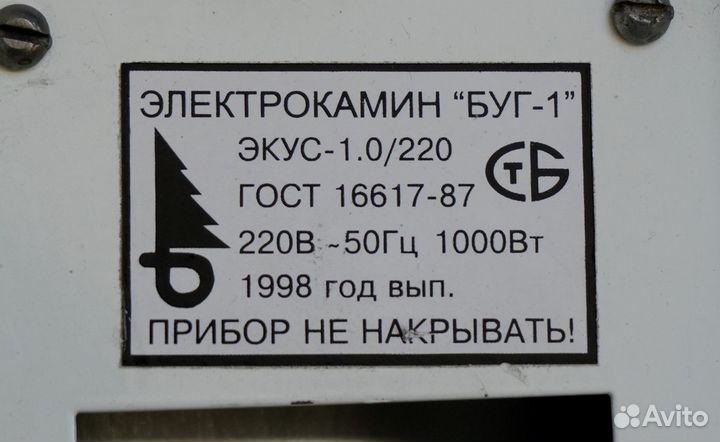 ЭЛЕКТРОКАМИН “БУГ-1”
ЭКУС-1.0/220
СТБ
ГОСТ 16617-87
220В ~50Гц 1000Вт
1998 год вып.
ПРИБОР НЕ НАКРЫВАТЬ!
Avito